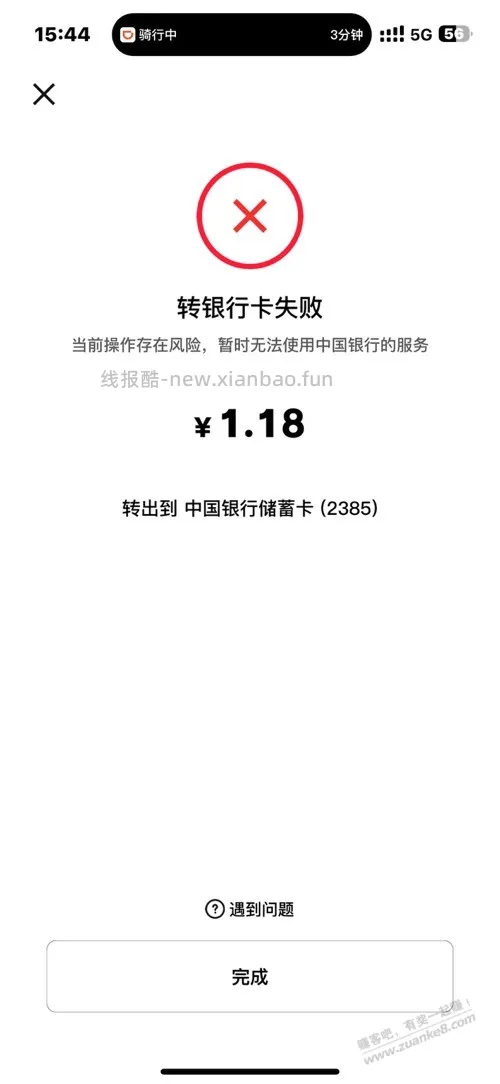 15:44 骑行中 3分钟 5G 56
转银行卡失败
当前操作存在风险，暂时无法使用中国银行的服务
线报酷-new.xianbao.fun
¥1.18
转出到 中国银行储蓄卡 (2385)
? 遇到问题
完成
赚客吧，有奖一起赚！
www.zuanke8.com